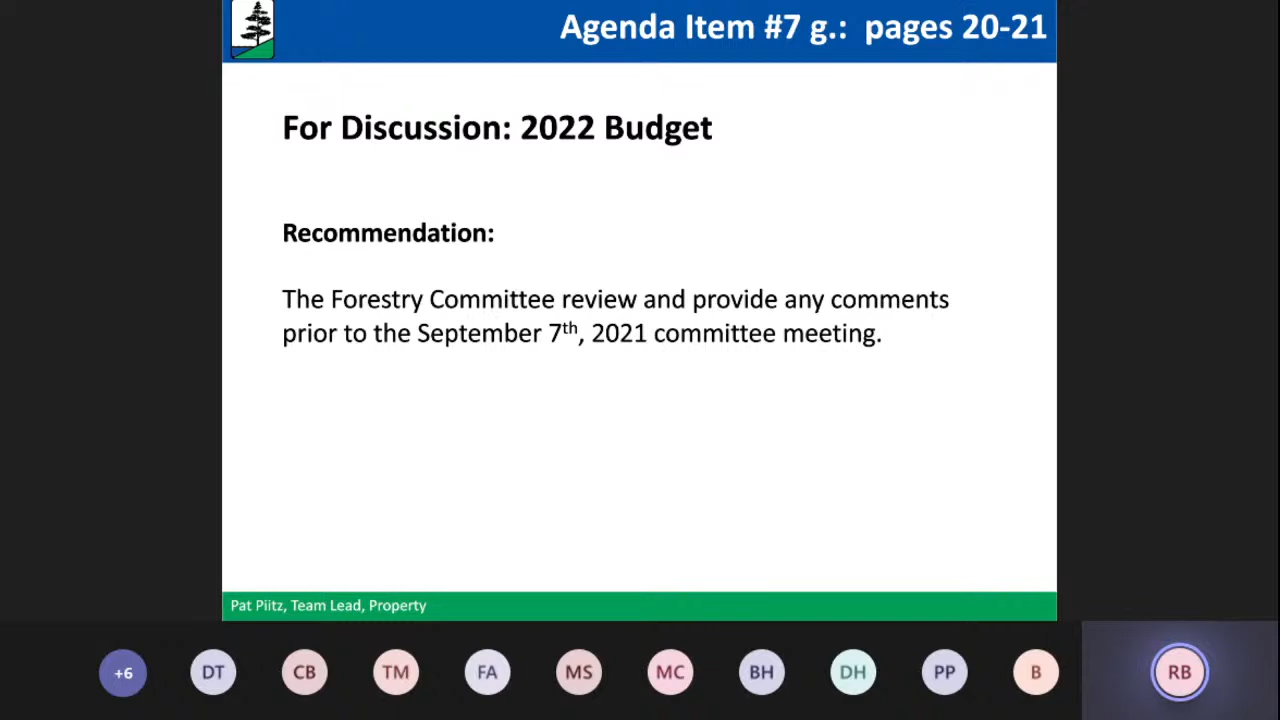 Agenda Item #7 g.: pages 20-21
For Discussion: 2022 Budget
Recommendation:
The Forestry Committee review and provide any comments
prior to the September 7th, 2021 committee meeting.
Pat Piitz, Team Lead, Property
+6 DT CB TM FA MS MC BH DH PP B RB